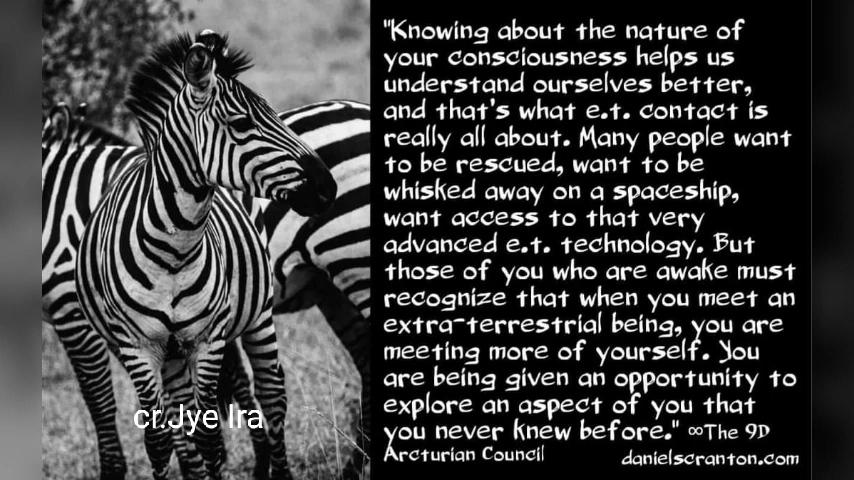 "Knowing about the nature of
your consciousness helps us
understand ourselves better,
and that's what e.t. contact is
really all about. Many people want
to be rescued, want to be
whisked away on a spaceship,
want access to that very
advanced e.t. technology. But
those of you who are awake must
recognize that when you meet an
extra-terrestrial being, you are
meeting more of yourself. You
are being given an opportunity to
explore an aspect of you that
you never knew before." ∞The 9D
Arcturian Council
danielscranton.com
cr.Jye Ira